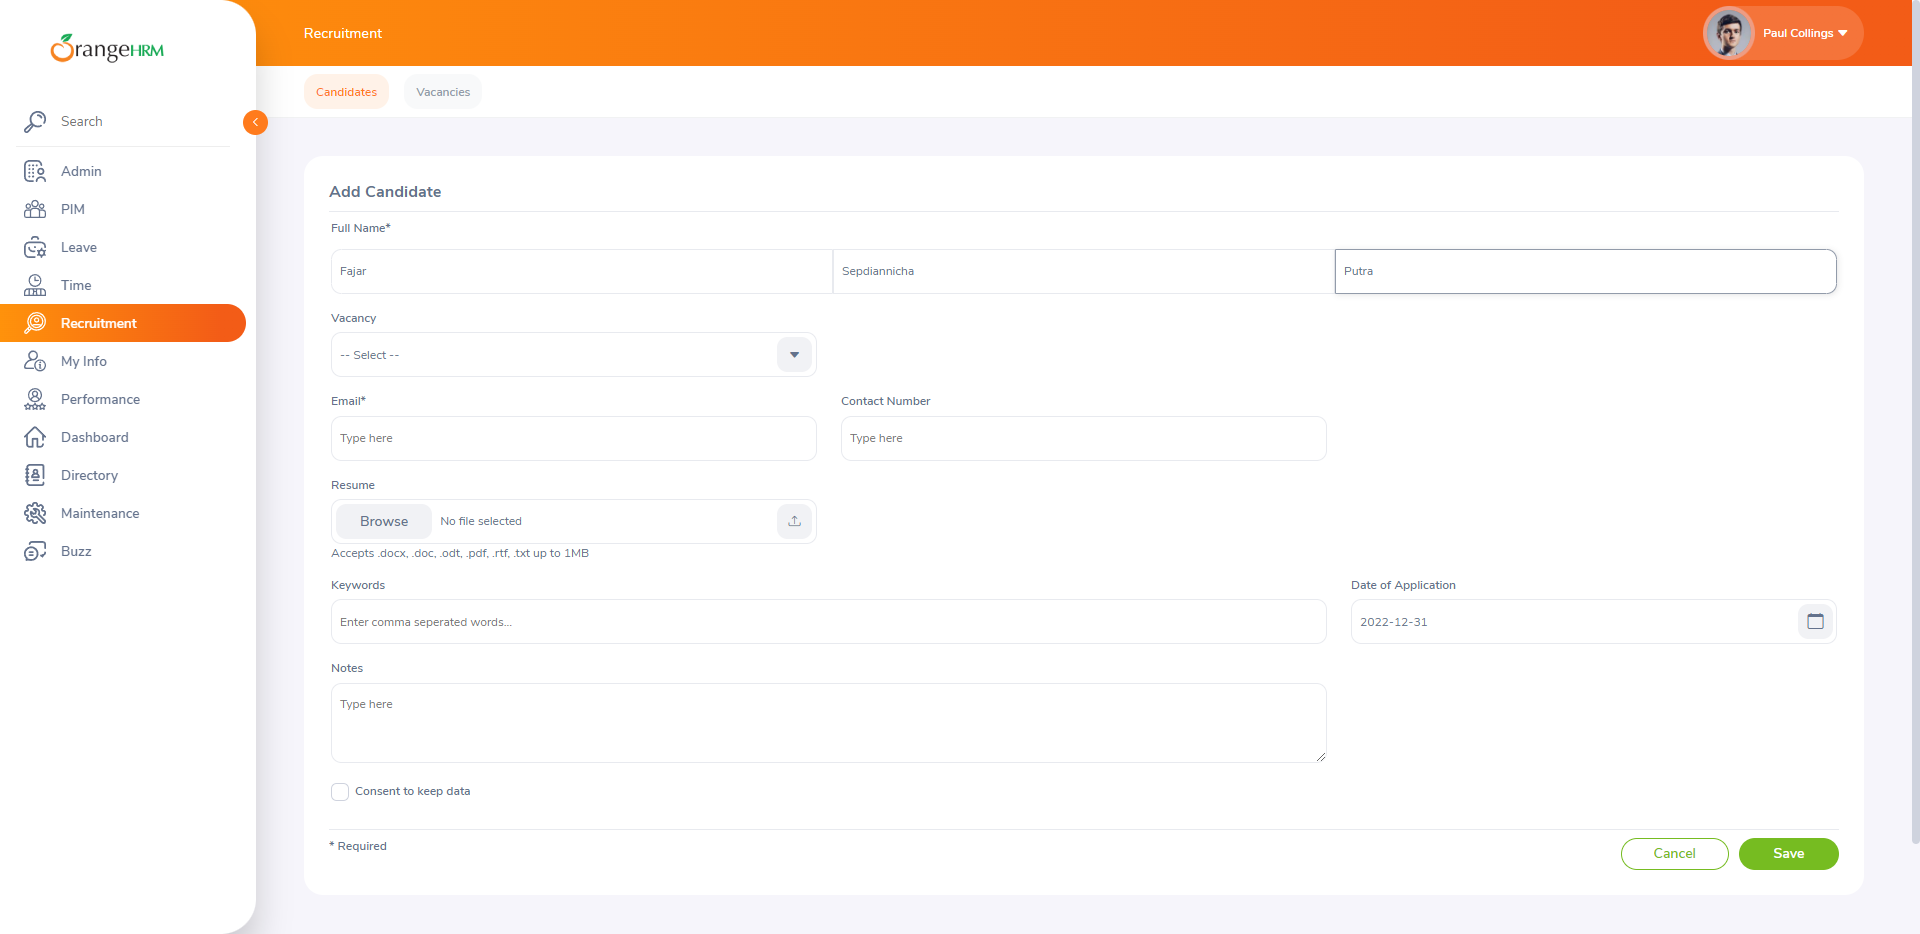 OrangeHRM
Recruitment
Paul Collings
Candidates
Vacancies
Search
Admin
PIM
Leave
Time
Recruitment
My Info
Performance
Dashboard
Directory
Maintenance
Buzz
Add Candidate
Full Name*
Fajar
Sepdiannicha
Putra
Vacancy
-- Select --
Email*
Contact Number
Type here
Type here
Resume
Browse
No file selected
Accepts .docx, .doc, .odt, .pdf, .rtf, .txt up to 1MB
Keywords
Date of Application
Enter comma seperated words...
2022-12-31
Notes
Type here
Consent to keep data
* Required
Cancel
Save